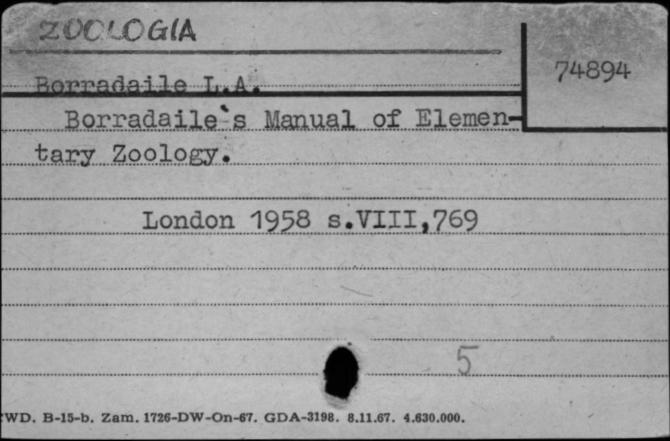 ZOOLOGIA
74894
Borradaile L.A.
Borradaile`s Manual of Elemen-
tary Zoology.
London 1958 s.VIII,769
5
WD. B-15-b. Zam. 1726-DW-On-67. GDA-3198. 8.11.67. 4.630.000.